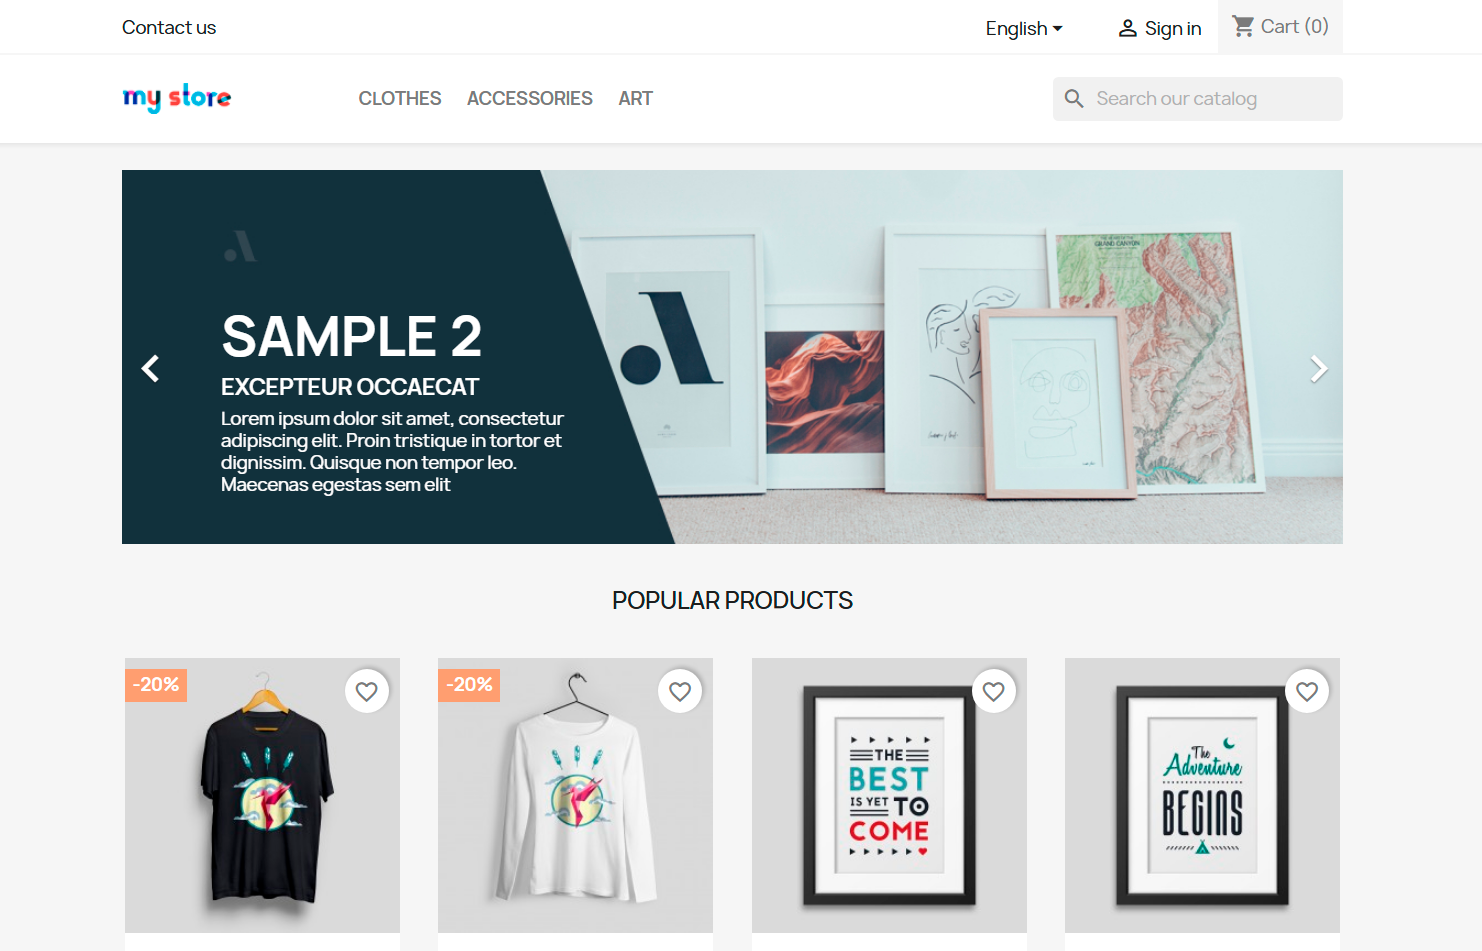 Contact us
English
Sign in
Cart (0)
my store
CLOTHES
ACCESSORIES
ART
Search our catalog
SAMPLE 2
EXCEPTEUR OCCAECAT
Lorem ipsum dolor sit amet, consectetur
adipiscing elit. Proin tristique in tortor et
dignissim. Quisque non tempor leo.
Maecenas egestas sem elit
GRAND CANYON
POPULAR PRODUCTS
-20%
-20%
THE
BEST
IS YET TO
COME
The
Adventure
BEGINS